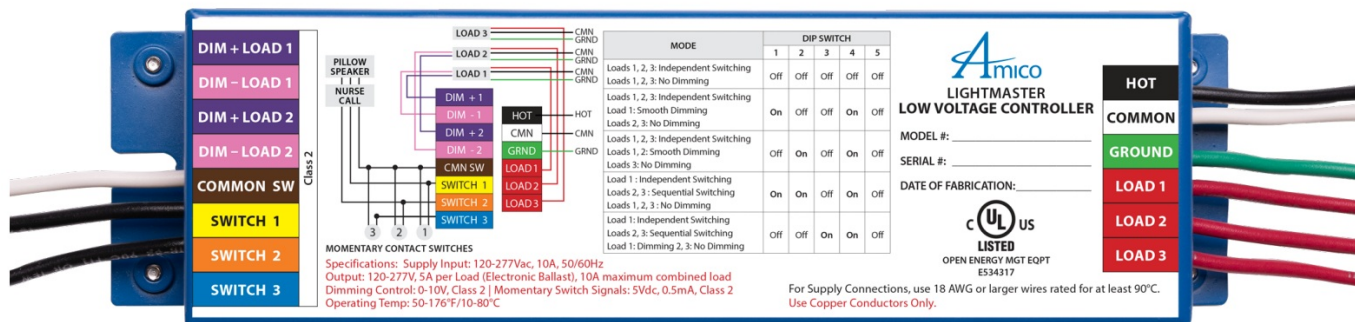 DIM + LOAD 1
DIM – LOAD 1
DIM + LOAD 2
DIM – LOAD 2
COMMON SW
SWITCH 1
SWITCH 2
SWITCH 3
Class 2
PILLOW
SPEAKER
NURSE
CALL
LOAD 3
CMN
GRND
LOAD 2
CMN
GRND
LOAD 1
CMN
GRND
DIM + 1
DIM - 1
DIM + 2
DIM - 2
CMN SW
SWITCH 1
SWITCH 2
SWITCH 3
HOT
CMN
GRND
LOAD 1
LOAD 2
LOAD 3
HOT
CMN
GRND
3 2 1
MOMENTARY CONTACT SWITCHES
MODE DIP SWITCH
1 2 3 4 5
Loads 1, 2, 3: Independent Switching
Loads 1, 2, 3: No Dimming
Off Off Off Off Off
Loads 1, 2, 3: Independent Switching
Load 1: Smooth Dimming
Loads 2, 3: No Dimming
On Off Off On Off
Loads 1, 2, 3: Independent Switching
Loads 1, 2: Smooth Dimming
Loads 3: No Dimming
Off On Off On Off
Load 1 : Independent Switching
Loads 2, 3 : Sequential Switching
Loads 1, 2, 3 : No Dimming
On On Off On Off
Load 1: Independent Switching
Loads 2, 3: Sequential Switching
Load 1: Dimming 2, 3: No Dimming
Off Off On On Off
Specifications: Supply Input: 120-277Vac, 10A, 50/60Hz
Output: 120-277V, 5A per Load (Electronic Ballast), 10A maximum combined load
Dimming Control: 0-10V, Class 2 | Momentary Switch Signals: 5Vdc, 0.5mA, Class 2
Operating Temp: 50-176°F/10-80°C
Amico
LIGHTMASTER
LOW VOLTAGE CONTROLLER
MODEL #:
SERIAL #:
DATE OF FABRICATION:
C UL US
LISTED
OPEN ENERGY MGT EQPT
E534317
For Supply Connections, use 18 AWG or larger wires rated for at least 90°C.
Use Copper Conductors Only.
HOT
COMMON
GROUND
LOAD 1
LOAD 2
LOAD 3